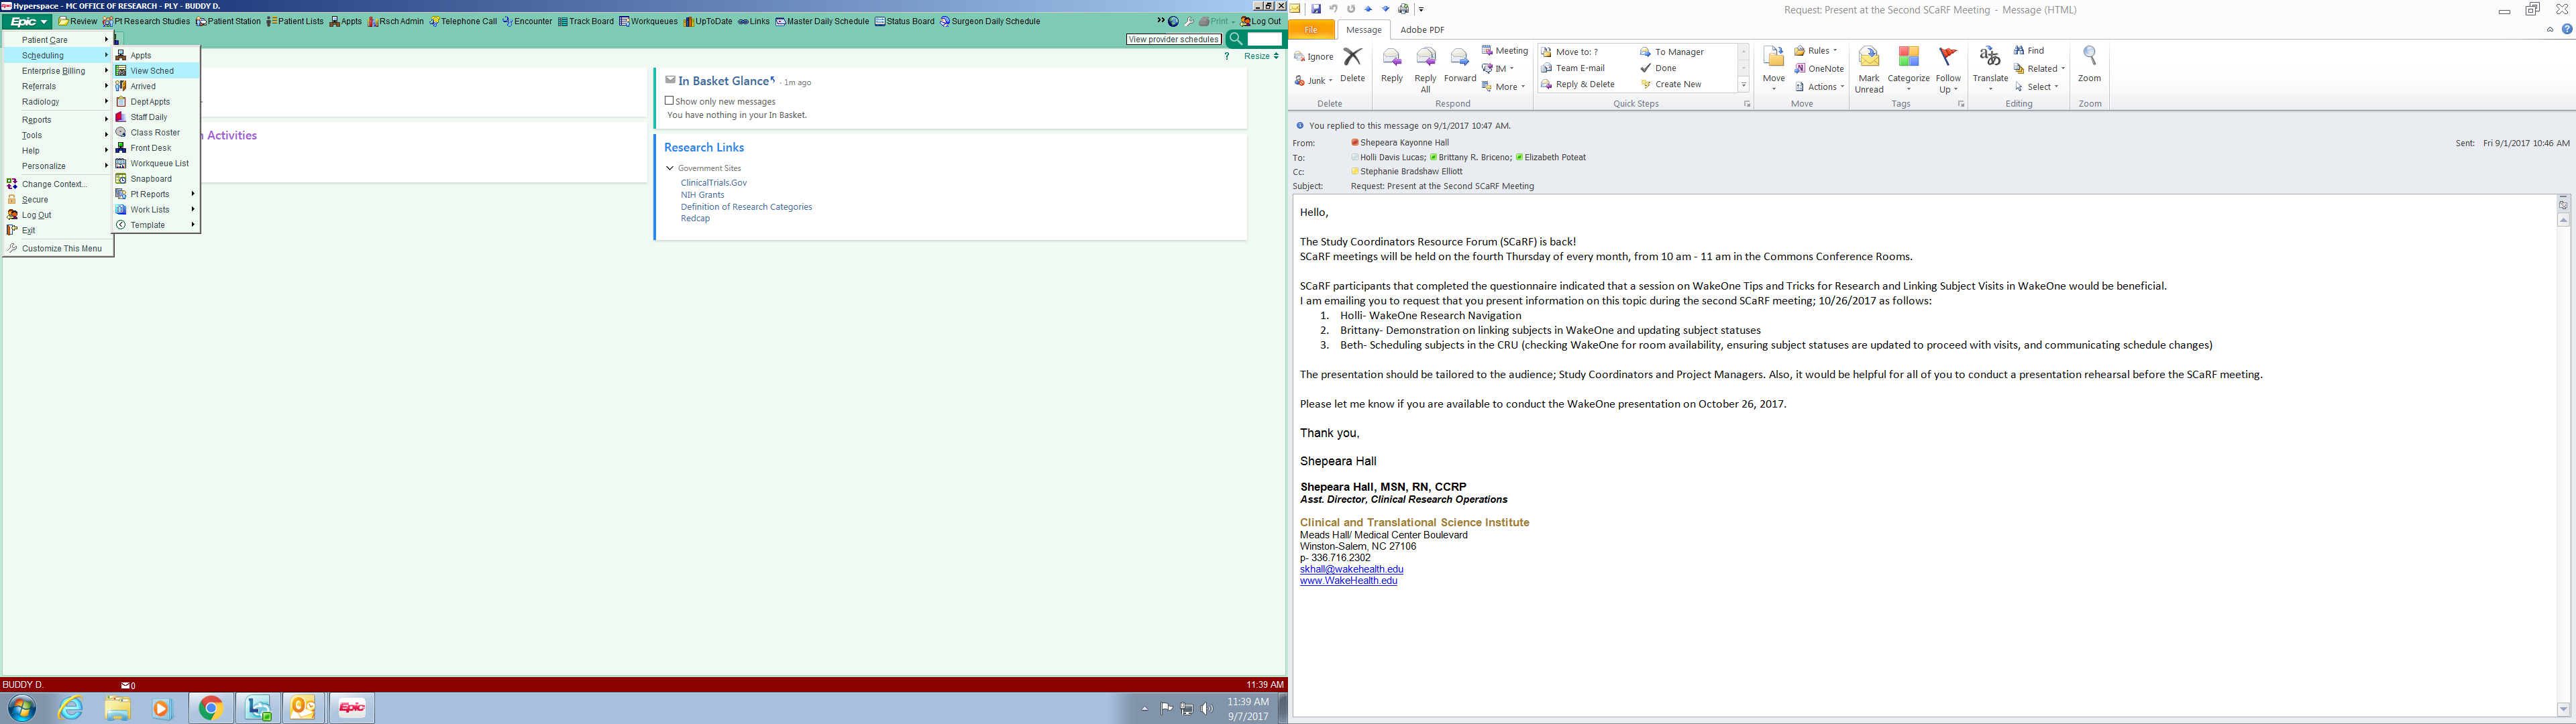 Hyperspace - MC OFFICE OF RESEARCH - PLY - BUDDY D.
Epic
Review Pt Research Studies Patient Station Patient Lists Appts Rsch Admin Telephone Call Encounter Track Board Workqueues UpToDate Links Master Daily Schedule Status Board Surgeon Daily Schedule Print Log Out
View provider schedules
? Resize
Patient Care
Scheduling
Enterprise Billing
Referrals
Radiology
Reports
Tools
Help
Personalize
Change Context...
Secure
Log Out
Exit
Customize This Menu
Appts
View Sched
Arrived
Dept Appts
Staff Daily
Class Roster
Front Desk
Workqueue List
Snapboard
Pt Reports
Work Lists
Template
Activities
In Basket Glance · 1m ago
Show only new messages
You have nothing in your In Basket.
Research Links
Government Sites
ClinicalTrials.Gov
NIH Grants
Definition of Research Categories
Redcap
BUDDY D. 0 11:39 AM
Epic
11:39 AM
9/7/2017
Request: Present at the Second SCaRF Meeting - Message (HTML)
File Message Adobe PDF
Ignore
Junk
Delete
Delete
Reply
Reply All
Forward
Meeting
IM
More
Respond
Move to: ?
Team E-mail
Reply & Delete
To Manager
Done
Create New
Quick Steps
Move
Rules
OneNote
Actions
Move
Mark Unread
Categorize
Follow Up
Tags
Translate
Find
Related
Select
Editing
Zoom
Zoom
You replied to this message on 9/1/2017 10:47 AM.
From: Shepeara Kayonne Hall
Sent: Fri 9/1/2017 10:46 AM
To: Holli Davis Lucas; Brittany R. Briceno; Elizabeth Poteat
Cc: Stephanie Bradshaw Elliott
Subject: Request: Present at the Second SCaRF Meeting
Hello,
The Study Coordinators Resource Forum (SCaRF) is back!
SCaRF meetings will be held on the fourth Thursday of every month, from 10 am - 11 am in the Commons Conference Rooms.
SCaRF participants that completed the questionnaire indicated that a session on WakeOne Tips and Tricks for Research and Linking Subject Visits in WakeOne would be beneficial.
I am emailing you to request that you present information on this topic during the second SCaRF meeting; 10/26/2017 as follows:
1. Holli- WakeOne Research Navigation
2. Brittany- Demonstration on linking subjects in WakeOne and updating subject statuses
3. Beth- Scheduling subjects in the CRU (checking WakeOne for room availability, ensuring subject statuses are updated to proceed with visits, and communicating schedule changes)
The presentation should be tailored to the audience; Study Coordinators and Project Managers. Also, it would be helpful for all of you to conduct a presentation rehearsal before the SCaRF meeting.
Please let me know if you are available to conduct the WakeOne presentation on October 26, 2017.
Thank you,
Shepeara Hall
Shepeara Hall, MSN, RN, CCRP
Asst. Director, Clinical Research Operations
Clinical and Translational Science Institute
Meads Hall/ Medical Center Boulevard
Winston-Salem, NC 27106
p- 336.716.2302
skhall@wakehealth.edu
www.WakeHealth.edu